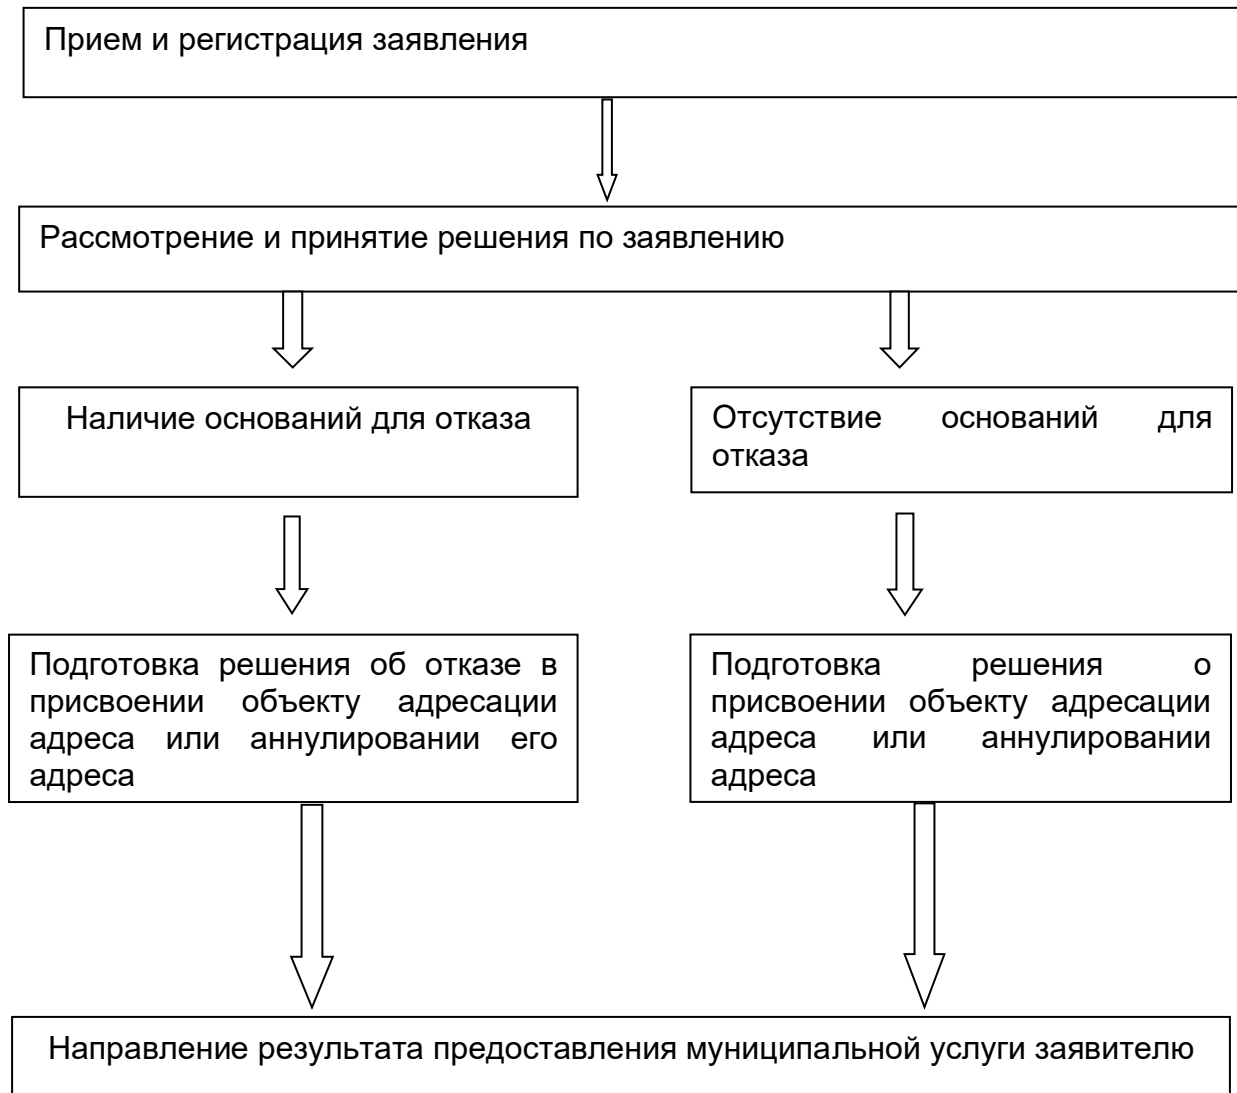 Прием и регистрация заявления
Рассмотрение и принятие решения по заявлению
Наличие оснований для отказа
Отсутствие оснований для
отказа
Подготовка решения об отказе в
присвоении объекту адресации
адреса или аннулировании его
адреса
Подготовка решения о
присвоении объекту адресации
адреса или аннулировании
адреса
Направление результата предоставления муниципальной услуги заявителю